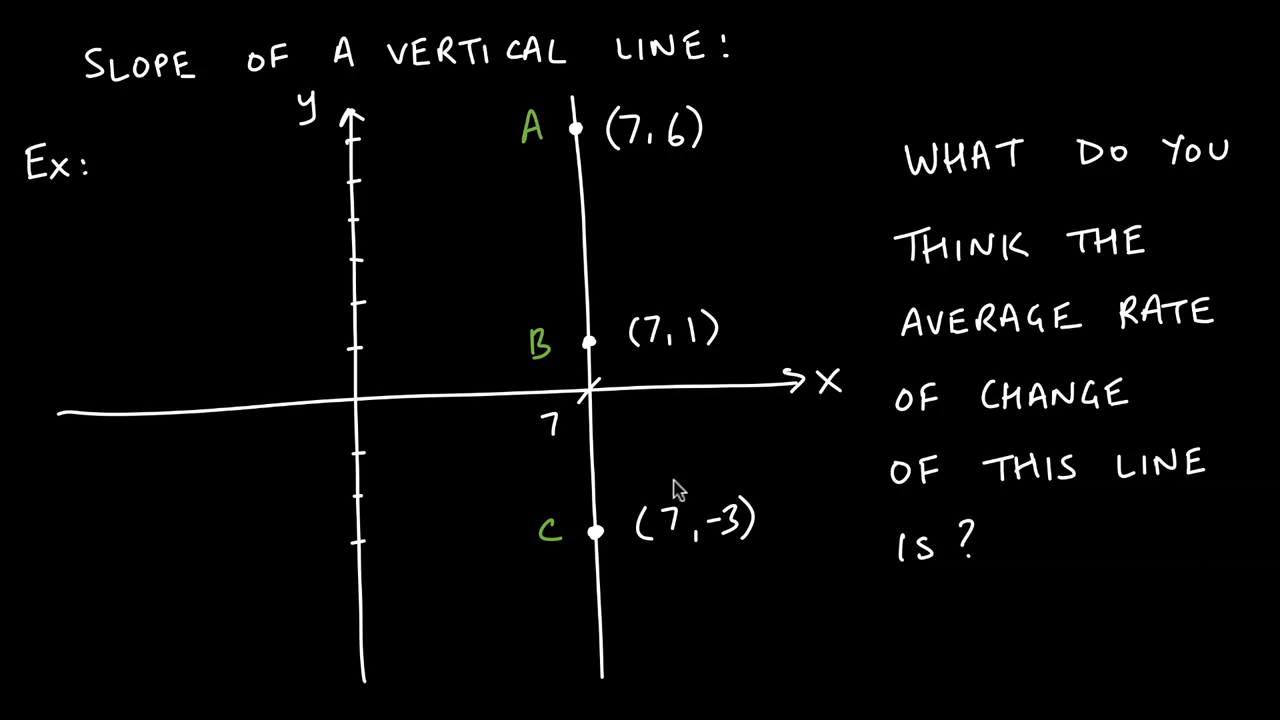 SLOPE OF A VERTICAL LINE:
y
A (7, 6)
Ex:
WHAT DO YOU
THINK THE
B (7, 1)
AVERAGE RATE
X
OF CHANGE
7
OF THIS LINE
C (7, -3)
IS?